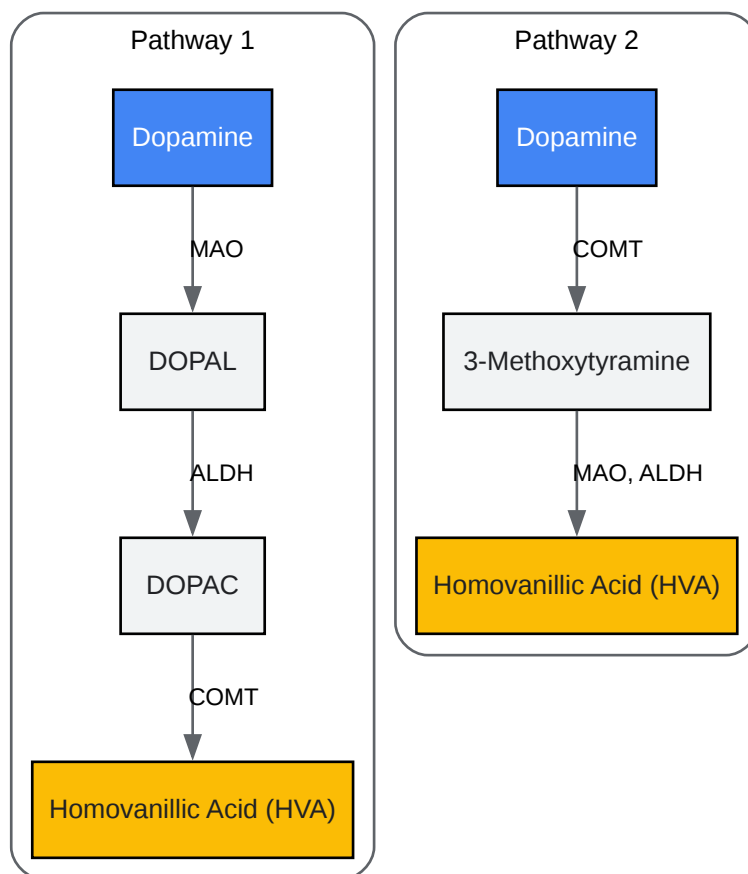 Pathway 1
Dopamine
MAO
DOPAL
ALDH
DOPAC
COMT
Homovanillic Acid (HVA)
Pathway 2
Dopamine
COMT
3-Methoxytyramine
MAO, ALDH
Homovanillic Acid (HVA)